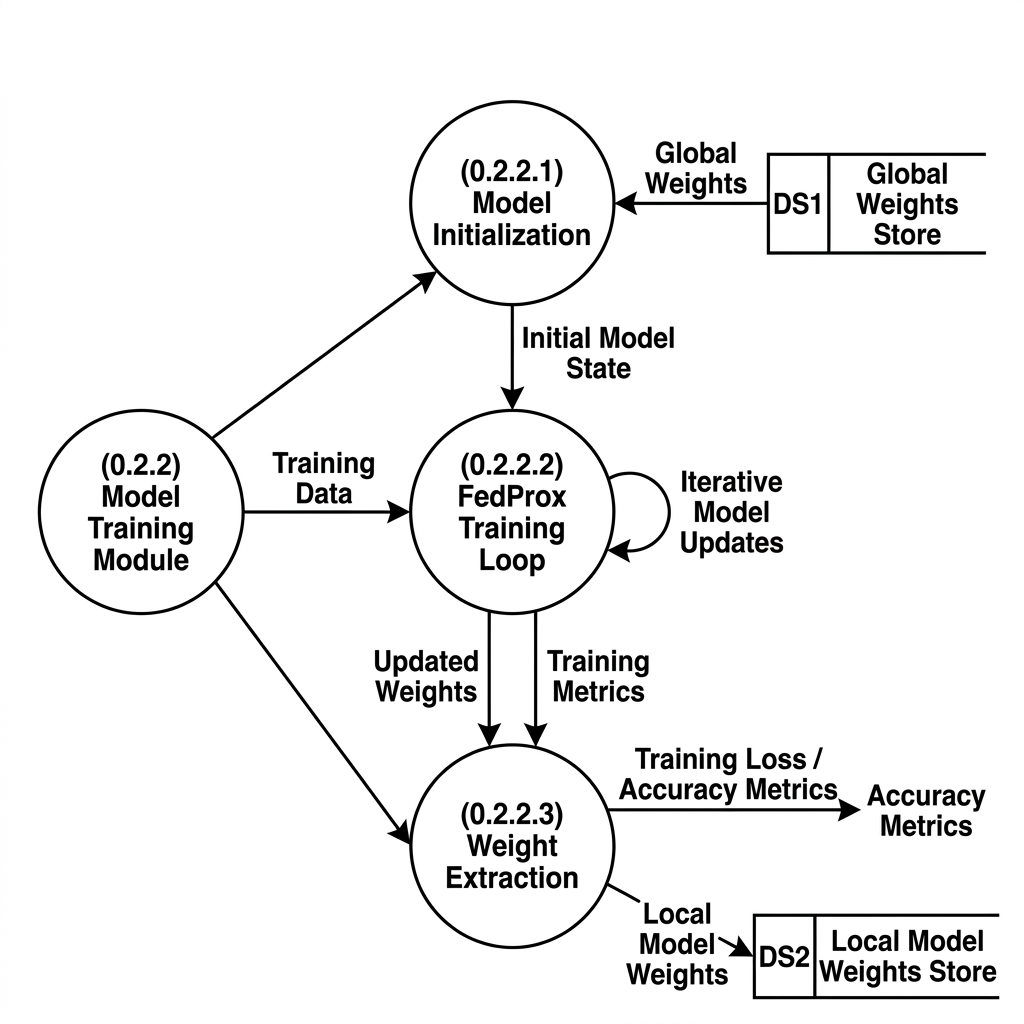 (0.2.2.1)
Model
Initialization
Global
Weights
DS1
Global
Weights
Store
Initial Model
State
(0.2.2)
Model
Training
Module
Training
Data
(0.2.2.2)
FedProx
Training
Loop
Iterative
Model
Updates
Updated
Weights
Training
Metrics
(0.2.2.3)
Weight
Extraction
Training Loss /
Accuracy Metrics
Accuracy
Metrics
Local
Model
Weights
DS2
Local Model
Weights Store